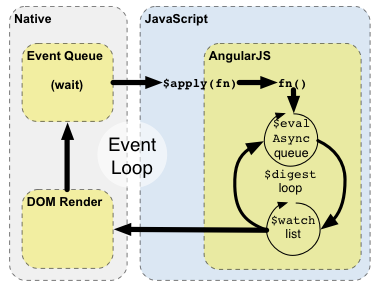 Native
JavaScript
Event Queue
(wait)
AngularJS
$apply(fn)
fn()
$eval
Async
queue
Event
Loop
$digest
loop
DOM Render
$watch
list